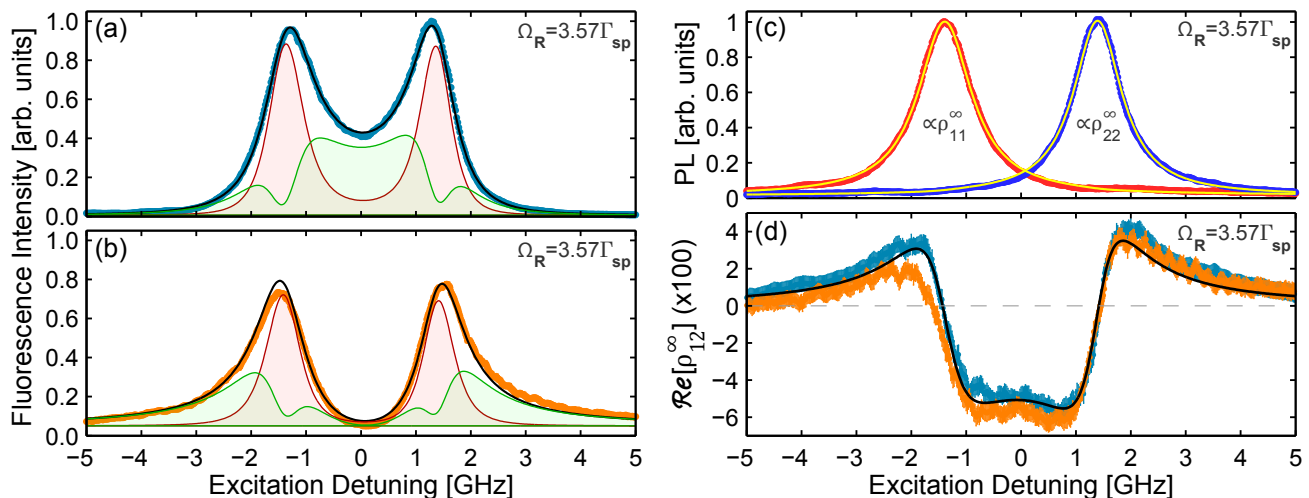 (a)
Ω_R=3.57Γ_sp
Fluorescence Intensity [arb. units]
1.0
0.8
0.6
0.4
0.2
0.0
(b)
Ω_R=3.57Γ_sp
1.0
0.8
0.6
0.4
0.2
0.0
−5 −4 −3 −2 −1 0 1 2 3 4 5
Excitation Detuning [GHz]
(c)
Ω_R=3.57Γ_sp
PL [arb. units]
1
0.8
0.6
0.4
0.2
0
∝ρ₁₁^∞
∝ρ₂₂^∞
(d)
Ω_R=3.57Γ_sp
Re[ρ₁₂^∞] (x100)
4
2
0
−2
−4
−6
−5 −4 −3 −2 −1 0 1 2 3 4 5
Excitation Detuning [GHz]